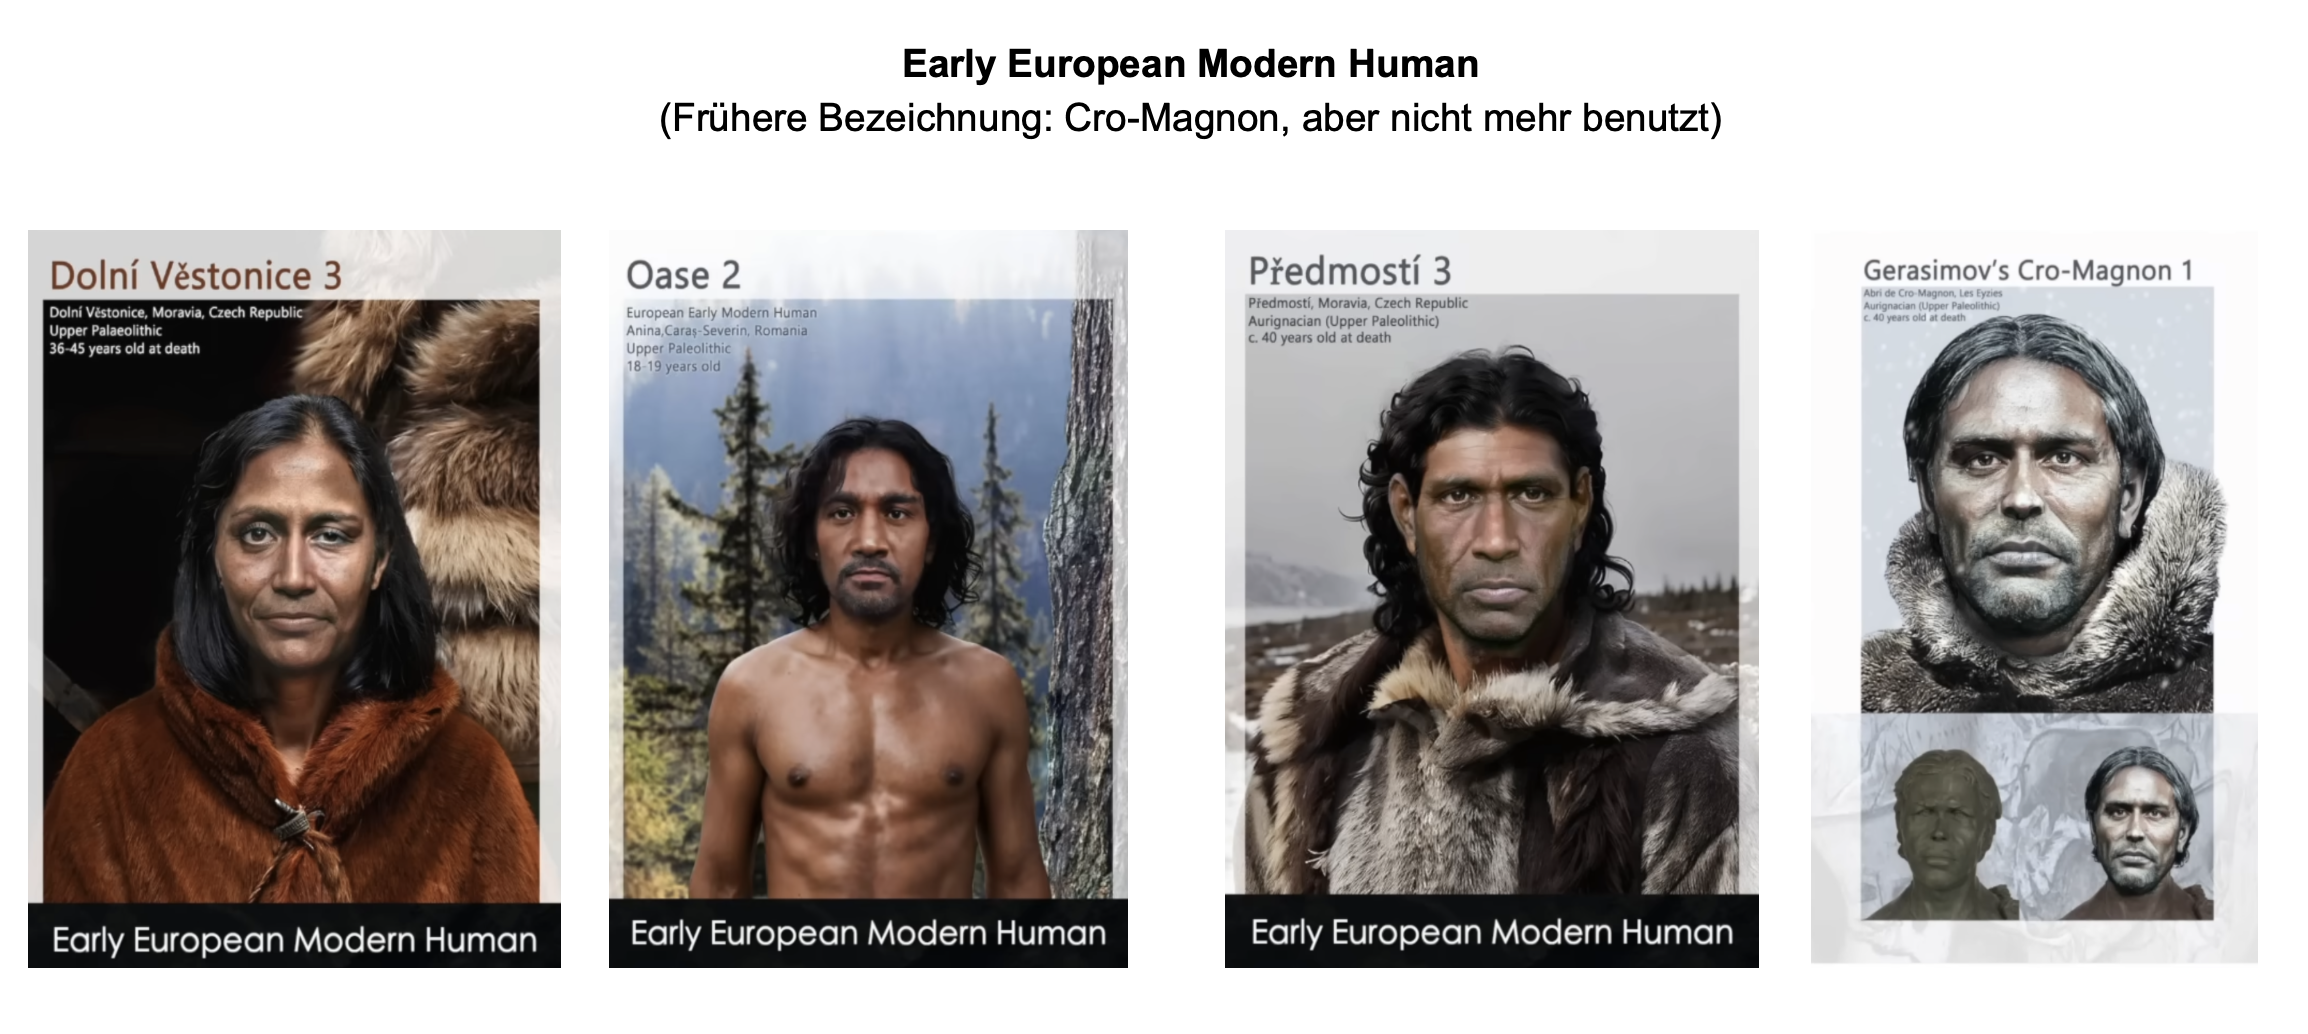 Early European Modern Human
(Frühere Bezeichnung: Cro-Magnon, aber nicht mehr benutzt)
Dolní Věstonice 3
Dolní Věstonice, Moravia, Czech Republic
Upper Palaeolithic
36-45 years old at death
Early European Modern Human
Oase 2
European Early Modern Human
Anina,Caraș-Severin, Romania
Upper Paleolithic
18-19 years old
Early European Modern Human
Předmostí 3
Předmostí, Moravia, Czech Republic
Aurignacian (Upper Paleolithic)
c. 40 years old at death
Early European Modern Human
Gerasimov’s Cro-Magnon 1
Abri de Cro-Magnon, Les Eyzies
Aurignacian (Upper Paleolithic)
c. 40 years old at death